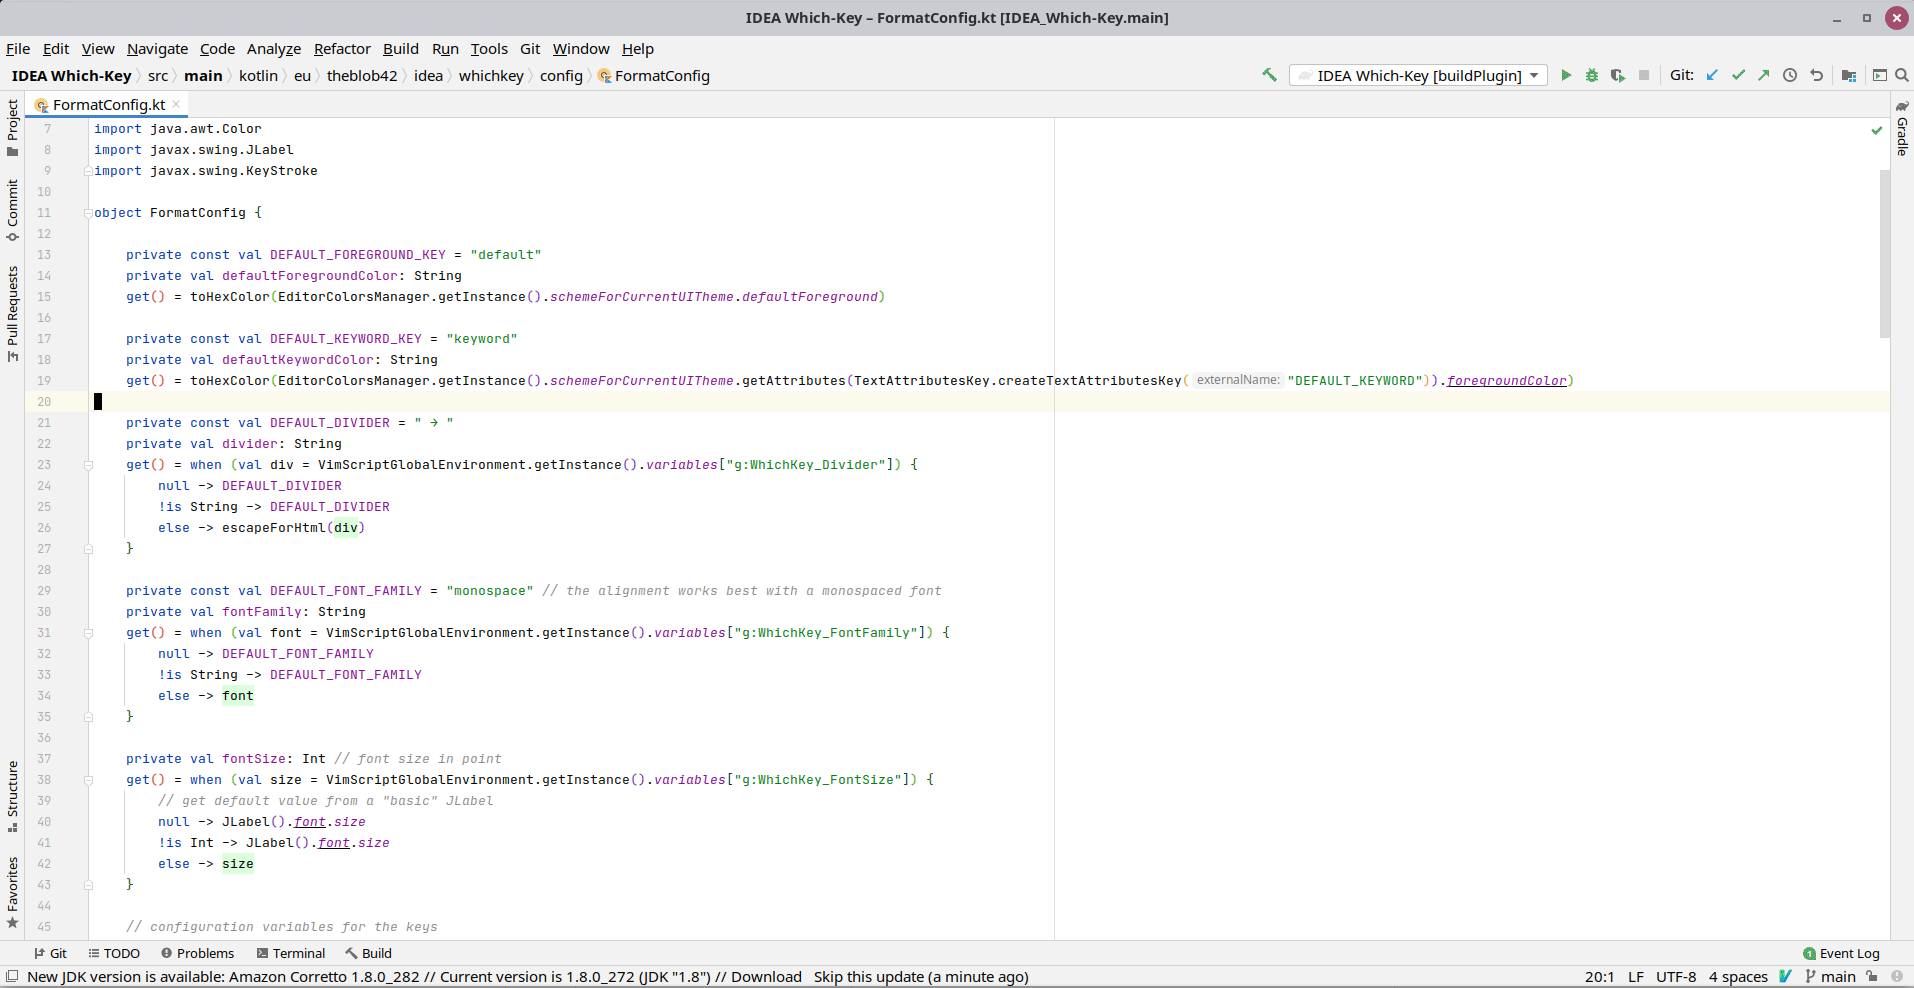 IDEA Which-Key – FormatConfig.kt [IDEA_Which-Key.main]
File Edit View Navigate Code Analyze Refactor Build Run Tools Git Window Help
IDEA Which-Key src main kotlin eu theblob42 idea whichkey config FormatConfig IDEA Which-Key [buildPlugin] Git:
FormatConfig.kt
Project
Commit
Pull Requests
Structure
Favorites
Gradle
7 import java.awt.Color
8 import javax.swing.JLabel
9 import javax.swing.KeyStroke
10
11 object FormatConfig {
12
13 private const val DEFAULT_FOREGROUND_KEY = "default"
14 private val defaultForegroundColor: String
15 get() = toHexColor(EditorColorsManager.getInstance().schemeForCurrentUITheme.defaultForeground)
16
17 private const val DEFAULT_KEYWORD_KEY = "keyword"
18 private val defaultKeywordColor: String
19 get() = toHexColor(EditorColorsManager.getInstance().schemeForCurrentUITheme.getAttributes(TextAttributesKey.createTextAttributesKey( externalName: "DEFAULT_KEYWORD")).foregroundColor)
20
21 private const val DEFAULT_DIVIDER = " → "
22 private val divider: String
23 get() = when (val div = VimScriptGlobalEnvironment.getInstance().variables["g:WhichKey_Divider"]) {
24 null -> DEFAULT_DIVIDER
25 !is String -> DEFAULT_DIVIDER
26 else -> escapeForHtml(div)
27 }
28
29 private const val DEFAULT_FONT_FAMILY = "monospace" // the alignment works best with a monospaced font
30 private val fontFamily: String
31 get() = when (val font = VimScriptGlobalEnvironment.getInstance().variables["g:WhichKey_FontFamily"]) {
32 null -> DEFAULT_FONT_FAMILY
33 !is String -> DEFAULT_FONT_FAMILY
34 else -> font
35 }
36
37 private val fontSize: Int // font size in point
38 get() = when (val size = VimScriptGlobalEnvironment.getInstance().variables["g:WhichKey_FontSize"]) {
39 // get default value from a "basic" JLabel
40 null -> JLabel().font.size
41 !is Int -> JLabel().font.size
42 else -> size
43 }
44
45 // configuration variables for the keys
Git TODO Problems Terminal Build 1 Event Log
New JDK version is available: Amazon Corretto 1.8.0_282 // Current version is 1.8.0_272 (JDK "1.8") // Download Skip this update (a minute ago) 20:1 LF UTF-8 4 spaces main